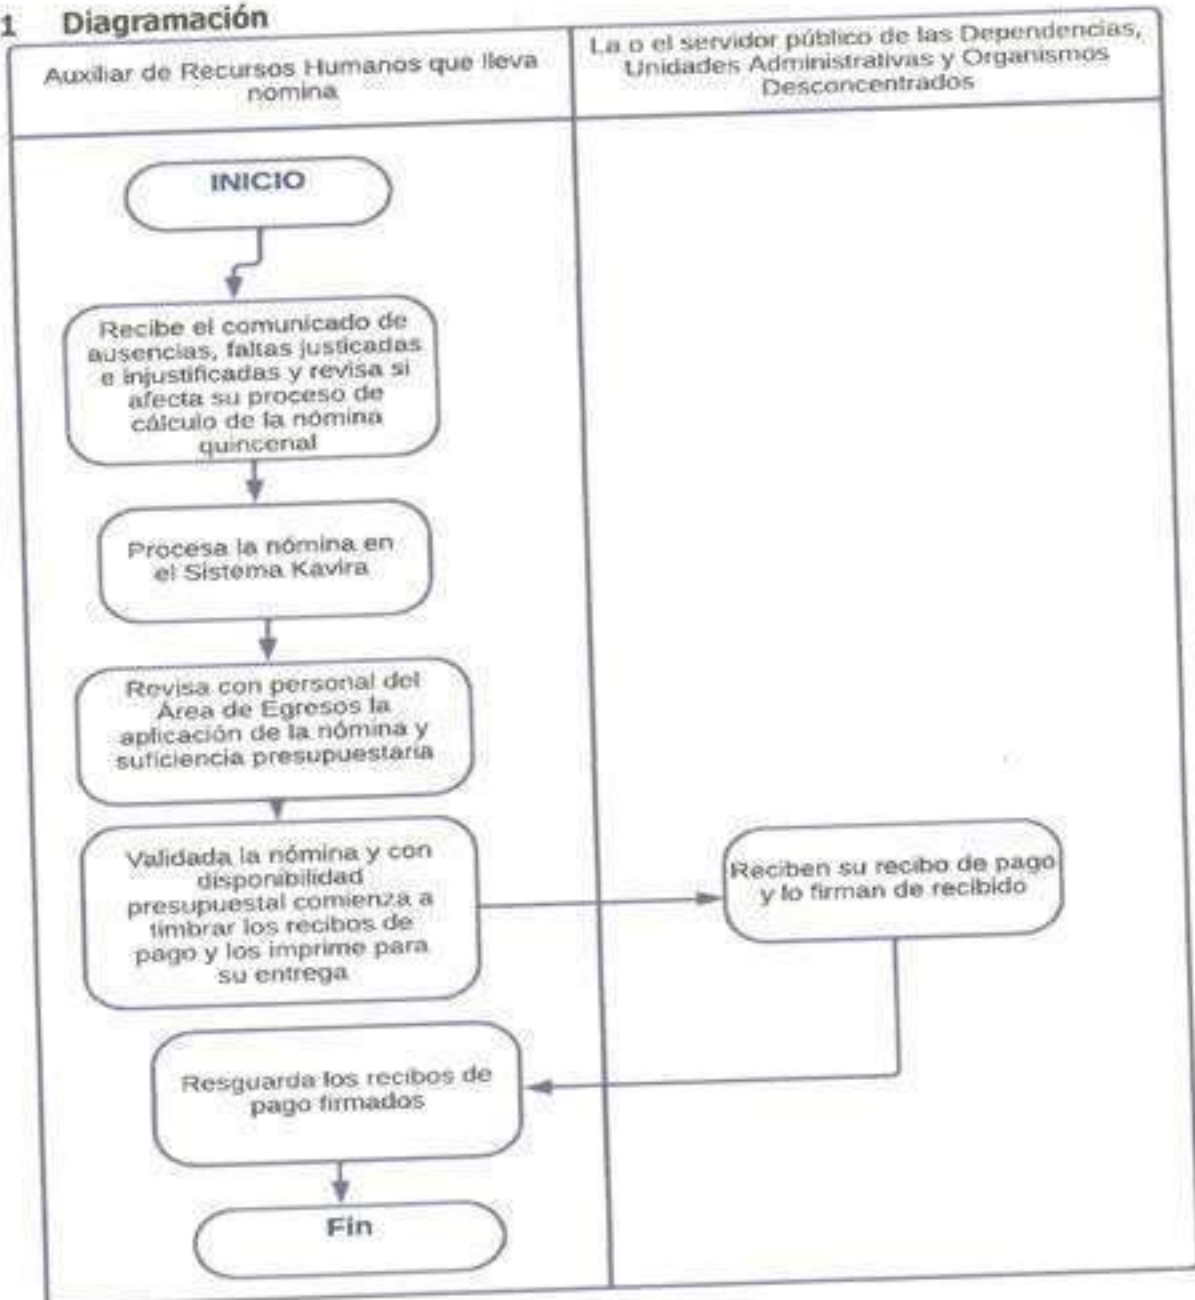 1 Diagramación
Auxiliar de Recursos Humanos que lleva
nomina
La o el servidor público de las Dependencias,
Unidades Administrativas y Organismos
Desconcentrados
INICIO
Recibe el comunicado de
ausencias, faltas justicadas
e injustificadas y revisa si
afecta su proceso de
cálculo de la nómina
quincenal
Procesa la nómina en
el Sistema Kavira
Revisa con personal del
Área de Egresos la
aplicación de la nómina y
suficiencia presupuestaria
Validada la nómina y con
disponibilidad
presupuestal comienza a
timbrar los recibos de
pago y los imprime para
su entrega
Reciben su recibo de pago
y lo firman de recibido
Resguarda los recibos de
pago firmados
Fin